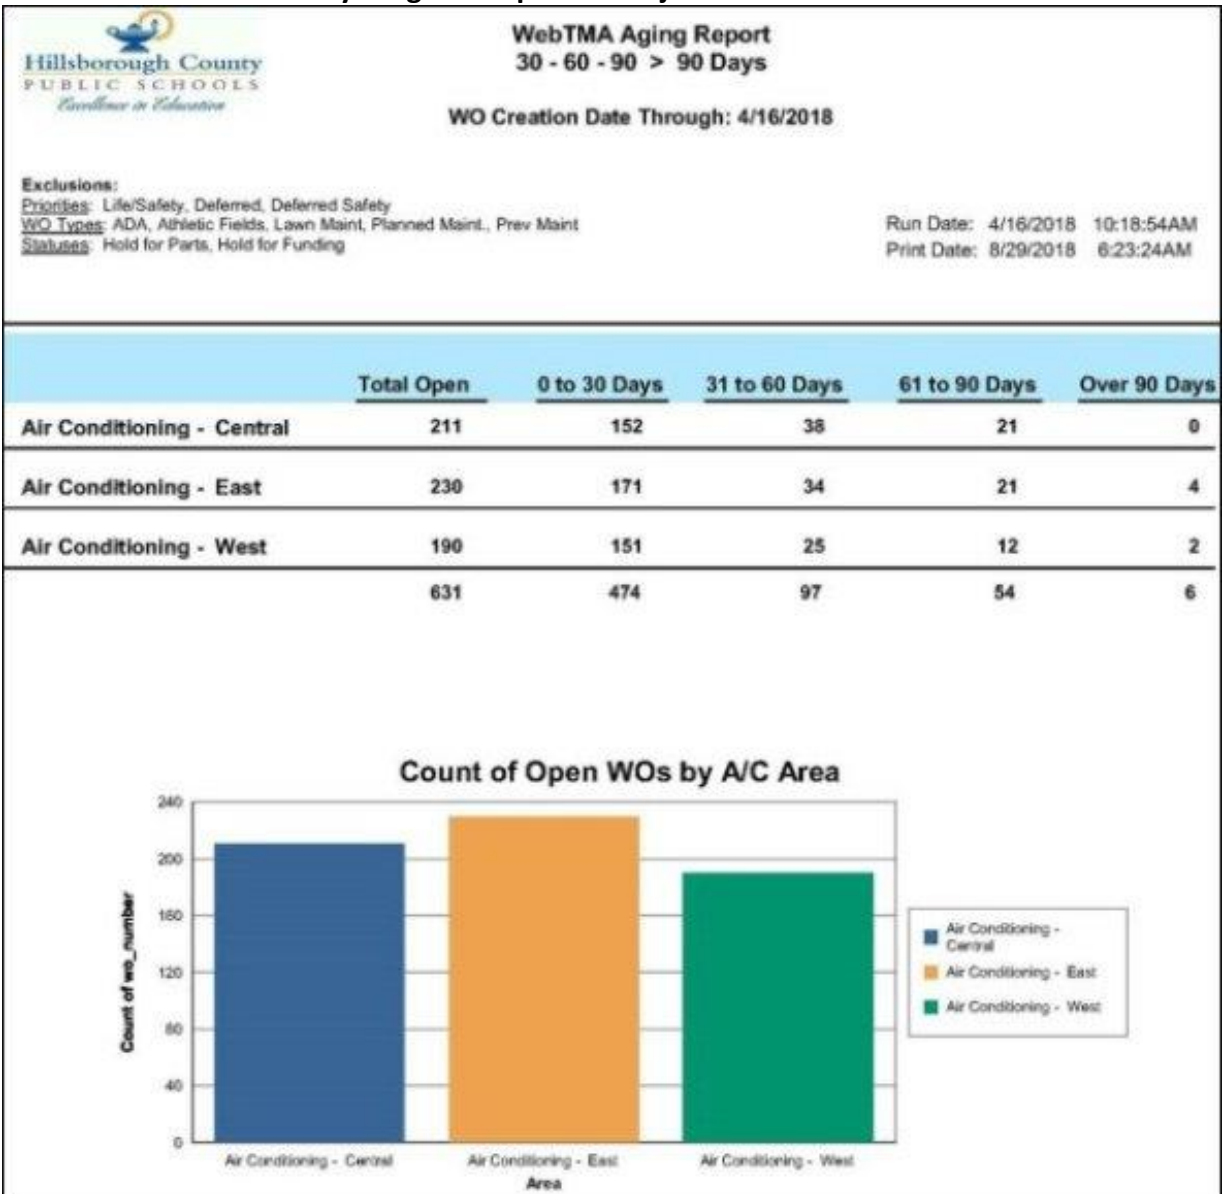 Hillsborough County
PUBLIC SCHOOLS
Excellence in Education
WebTMA Aging Report
30 - 60 - 90 > 90 Days
WO Creation Date Through: 4/16/2018
Exclusions:
Priorities: Life/Safety, Deferred, Deferred Safety
WO Types: ADA, Athletic Fields, Lawn Maint, Planned Maint., Prev Maint
Statuses: Hold for Parts, Hold for Funding
Run Date: 4/16/2018 10:18:54AM
Print Date: 8/29/2018 6:23:24AM
Total Open 0 to 30 Days 31 to 60 Days 61 to 90 Days Over 90 Days
Air Conditioning - Central 211 152 38 21 0
Air Conditioning - East 230 171 34 21 4
Air Conditioning - West 190 151 25 12 2
631 474 97 54 6
Count of Open WOs by A/C Area
240
200
160
120
80
40
0
Count of wo_number
Air Conditioning - Central
Air Conditioning - East
Air Conditioning - West
Area
Air Conditioning -
Central
Air Conditioning - East
Air Conditioning - West